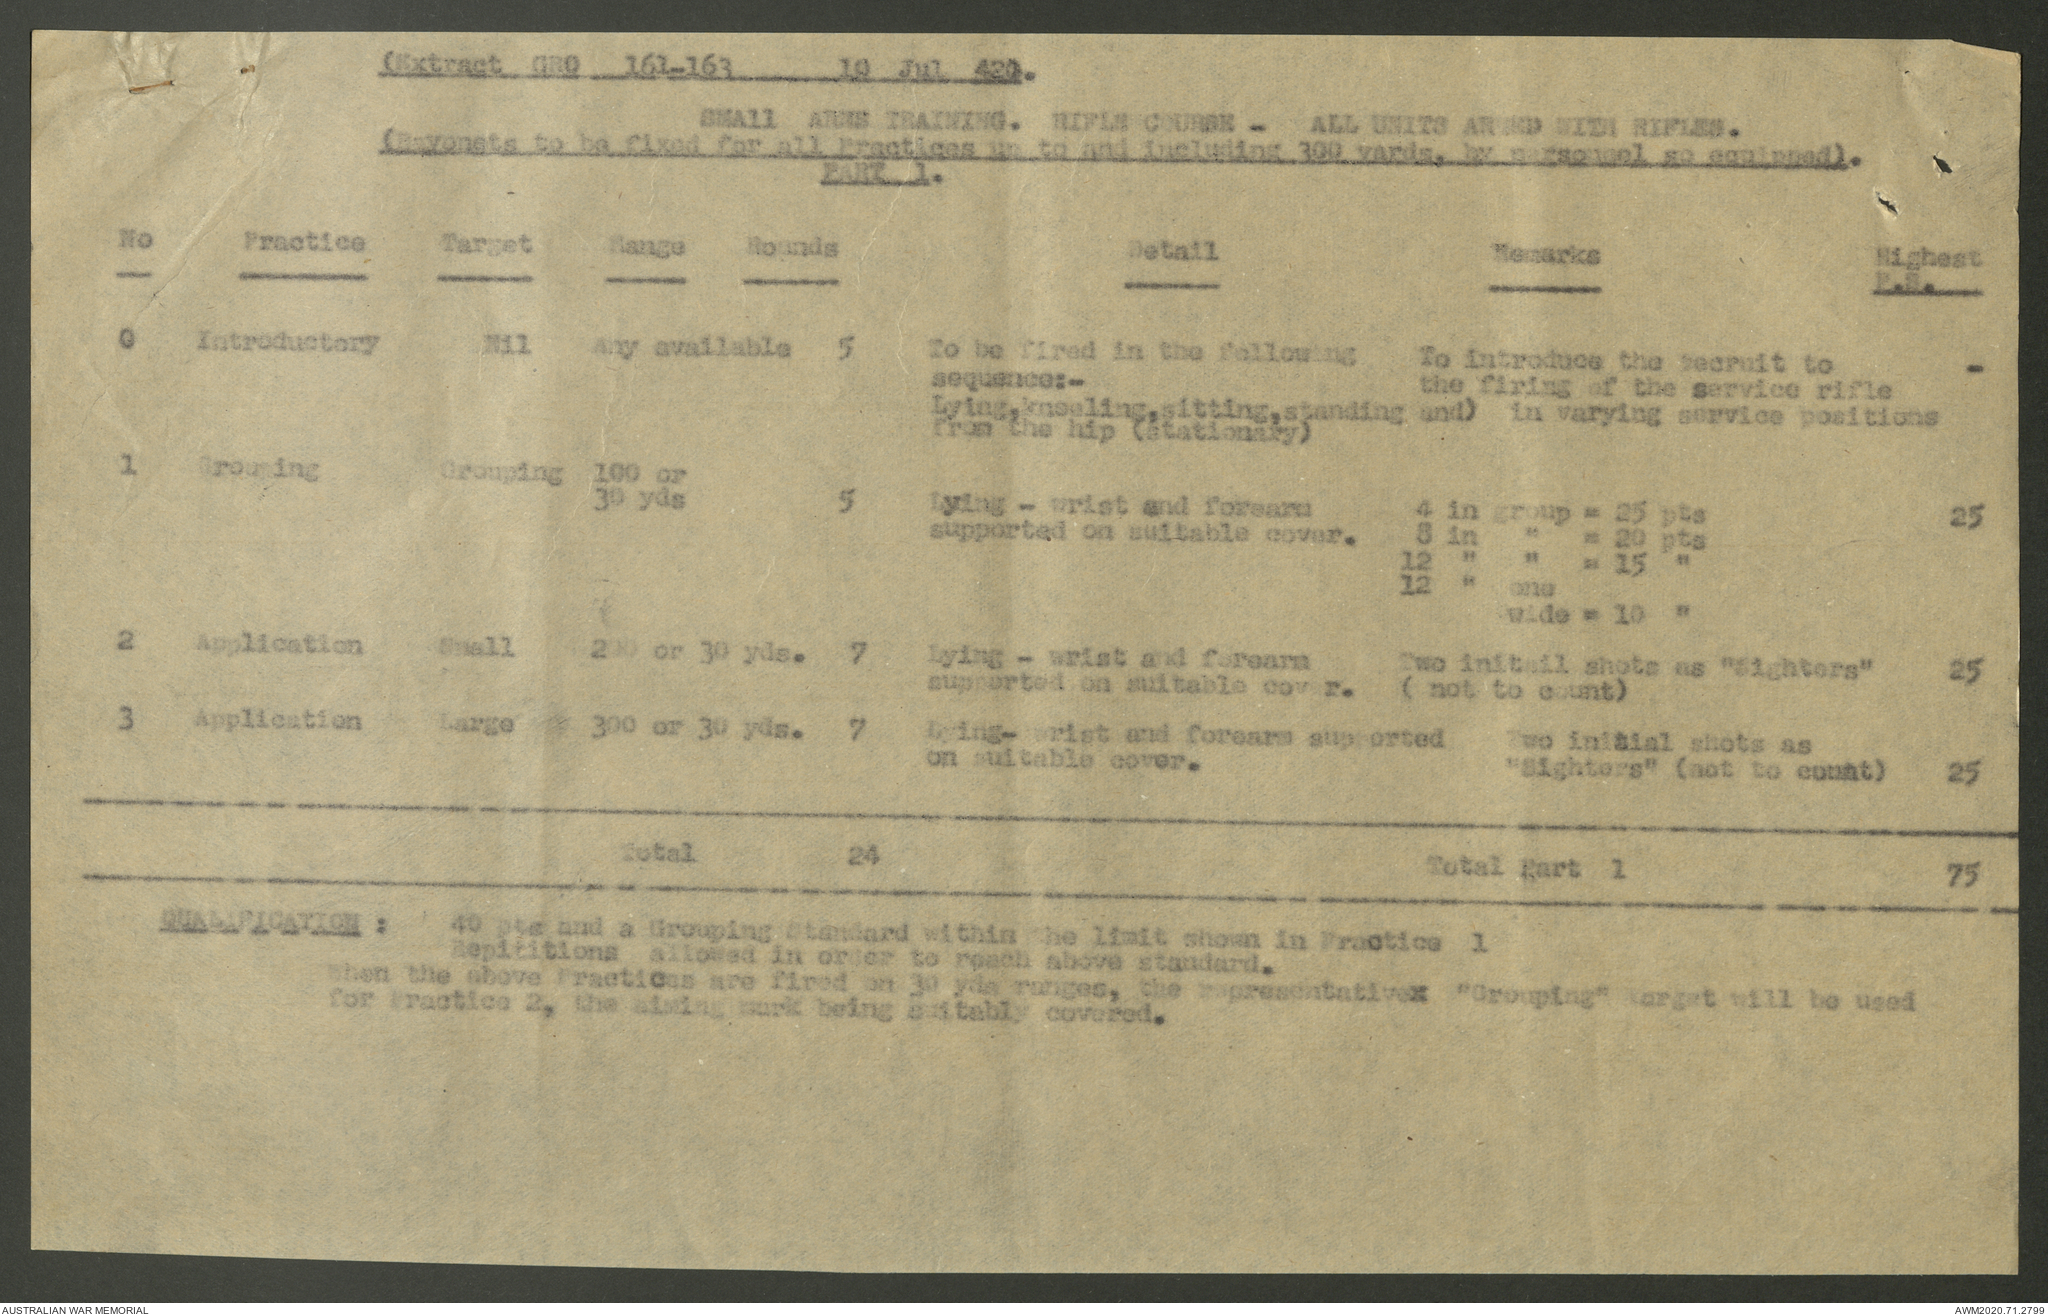 (Extract GRO 161-163 10 Jul 42).
SMAll ARMS TRAINING. RIFLE COURSE - ALL UNITS ARMED WITH RIFLES.
(Bayonets to be fixed for all Practices up to and including 300 yards, by personnel so equipped).
PART 1.
No Practice Target Range Rounds Detail Remarks Highest
P.S.
0 Introductory Nil Any available 5 To be fired in the following To introduce the recruit to -
sequence:- the firing of the service rifle
Lying,kneeling,sitting,standing and) in varying service positions
from the hip (stationary)
1 Grouping Grouping 100 or
30 yds 5 Lying - wrist and forearm 4 in group = 25 pts 25
supported on suitable cover. 8 in " = 20 pts
12 " " = 15 "
12 " one
wide = 10 "
2 Application Small 200 or 30 yds. 7 Lying - wrist and forearm Two initail shots as "Sighters" 25
supported on suitable cover. ( not to count)
3 Application Large 300 or 30 yds. 7 Lying- wrist and forearm supported Two initial shots as
on suitable cover. "Sighters" (not to count) 25
Total 24 Total Part 1 75
QUALIFICATION : 40 pts and a Grouping Standard within the limit shown in Practice 1
Repititions allowed in order to reach above standard.
When the above Practices are fired on 30 yds ranges, the representativex "Grouping" target will be used
for Practice 2, the aiming mark being suitably covered.
AUSTRALIAN WAR MEMORIAL AWM2020.71.2799